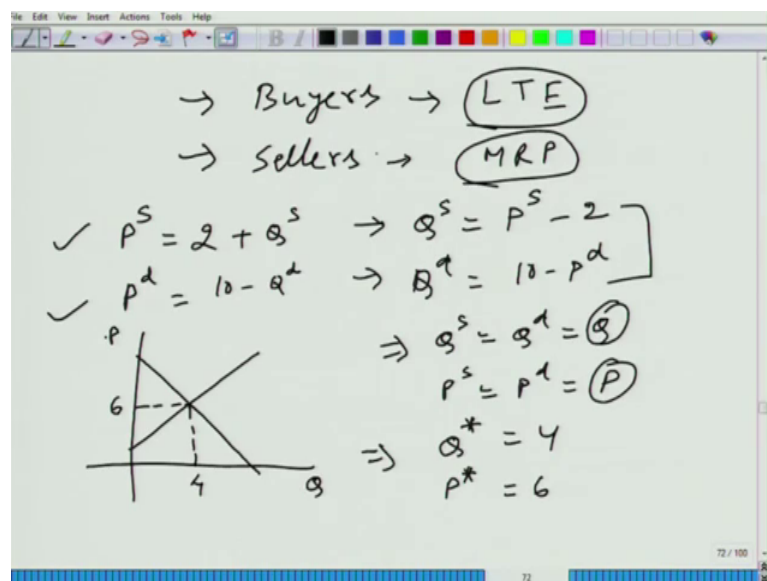 File Edit View Insert Actions Tools Help
→ Buyers → LTE
→ Sellers → MRP
✓ P^s = 2 + Q^s → Q^s = P^s - 2
✓ P^d = 10 - Q^d → Q^d = 10 - P^d
⇒ Q^s = Q^d = Q
P^s = P^d = P
⇒ Q* = 4
P* = 6
P
6
4
Q
72 / 100
72